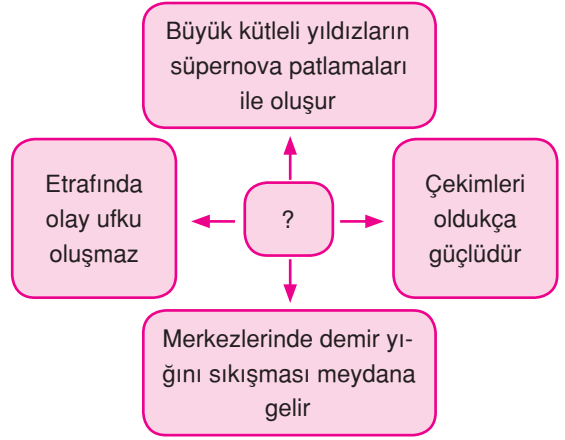 Büyük kütleli yıldızların
süpernova patlamaları
ile oluşur
Etrafında
olay ufku
oluşmaz
?
Çekimleri
oldukça
güçlüdür
Merkezlerinde demir yı-
ğını sıkışması meydana
gelir